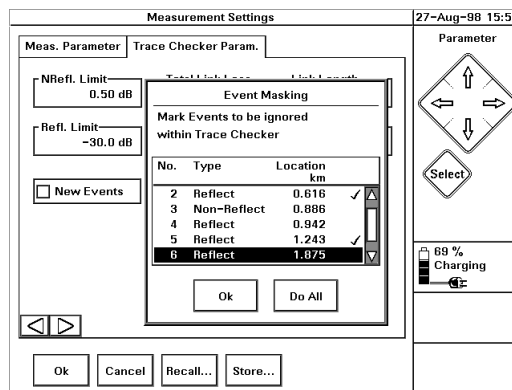 Measurement Settings
27-Aug-98 15:5
Meas. Parameter
Trace Checker Param.
NRefl. Limit
0.50 dB
Refl. Limit
-30.0 dB
New Events
Event Masking
Mark Events to be ignored
within Trace Checker
No. Type Location
km
2 Reflect 0.616 ✓
3 Non-Reflect 0.886
4 Reflect 0.942
5 Reflect 1.243 ✓
6 Reflect 1.875
Ok Do All
Ok Cancel Recall... Store...
Parameter
Select
69 %
Charging